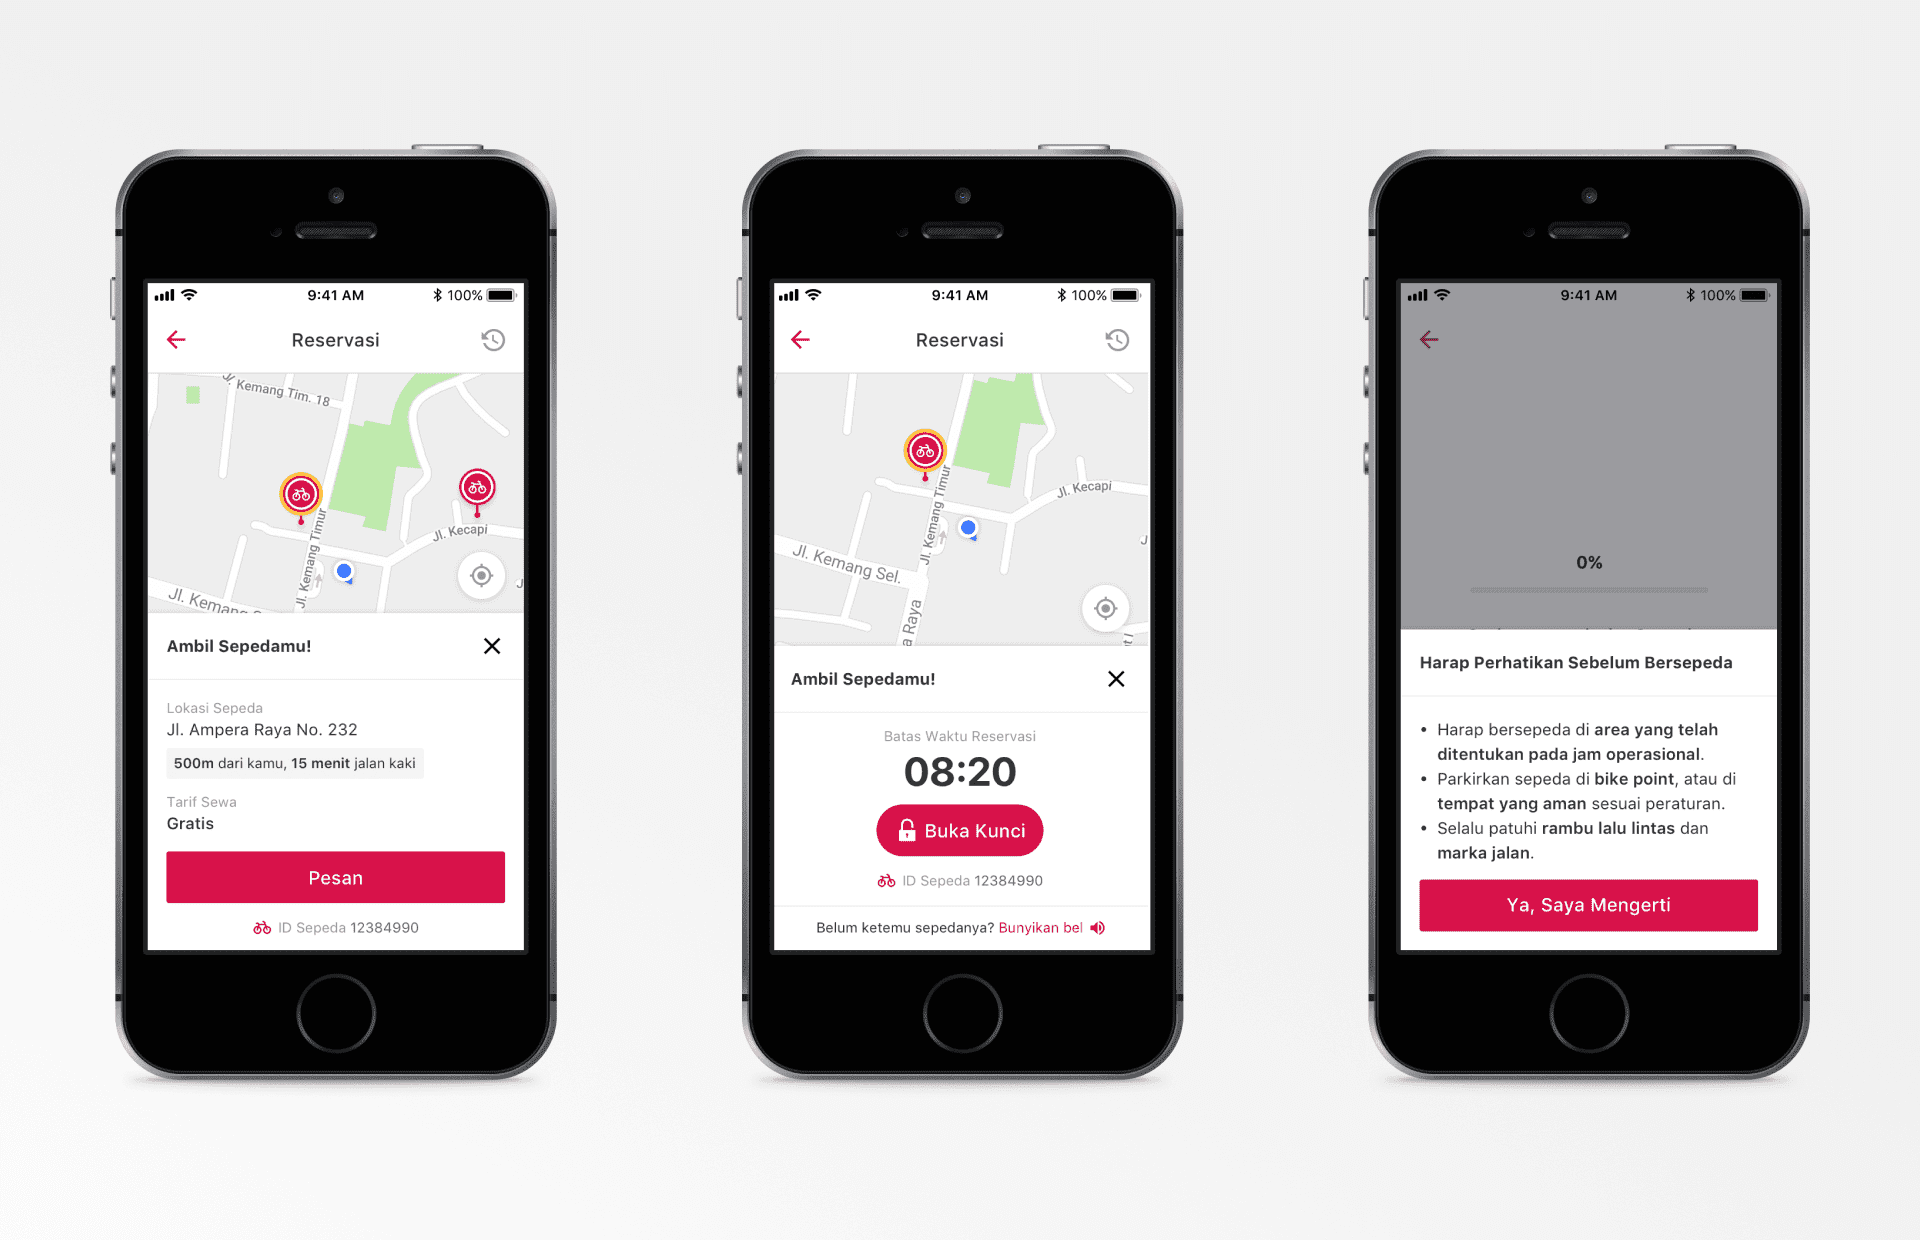 9:41 AM
100%
Reservasi
Jl. Kemang Tim. 18
Jl. Kecapi
Jl. Kemang Timur
Jl. Kemang
Ambil Sepedamu!
Lokasi Sepeda
Jl. Ampera Raya No. 232
500m dari kamu, 15 menit jalan kaki
Tarif Sewa
Gratis
Pesan
ID Sepeda 12384990
9:41 AM
100%
Reservasi
Jl. Kecapi
Jl. Kemang Timur
Jl. Kemang Sel.
a Raya
Ambil Sepedamu!
Batas Waktu Reservasi
08:20
Buka Kunci
ID Sepeda 12384990
Belum ketemu sepedanya? Bunyikan bel
9:41 AM
100%
0%
Harap Perhatikan Sebelum Bersepeda
• Harap bersepeda di area yang telah
ditentukan pada jam operasional.
• Parkirkan sepeda di bike point, atau di
tempat yang aman sesuai peraturan.
• Selalu patuhi rambu lalu lintas dan
marka jalan.
Ya, Saya Mengerti